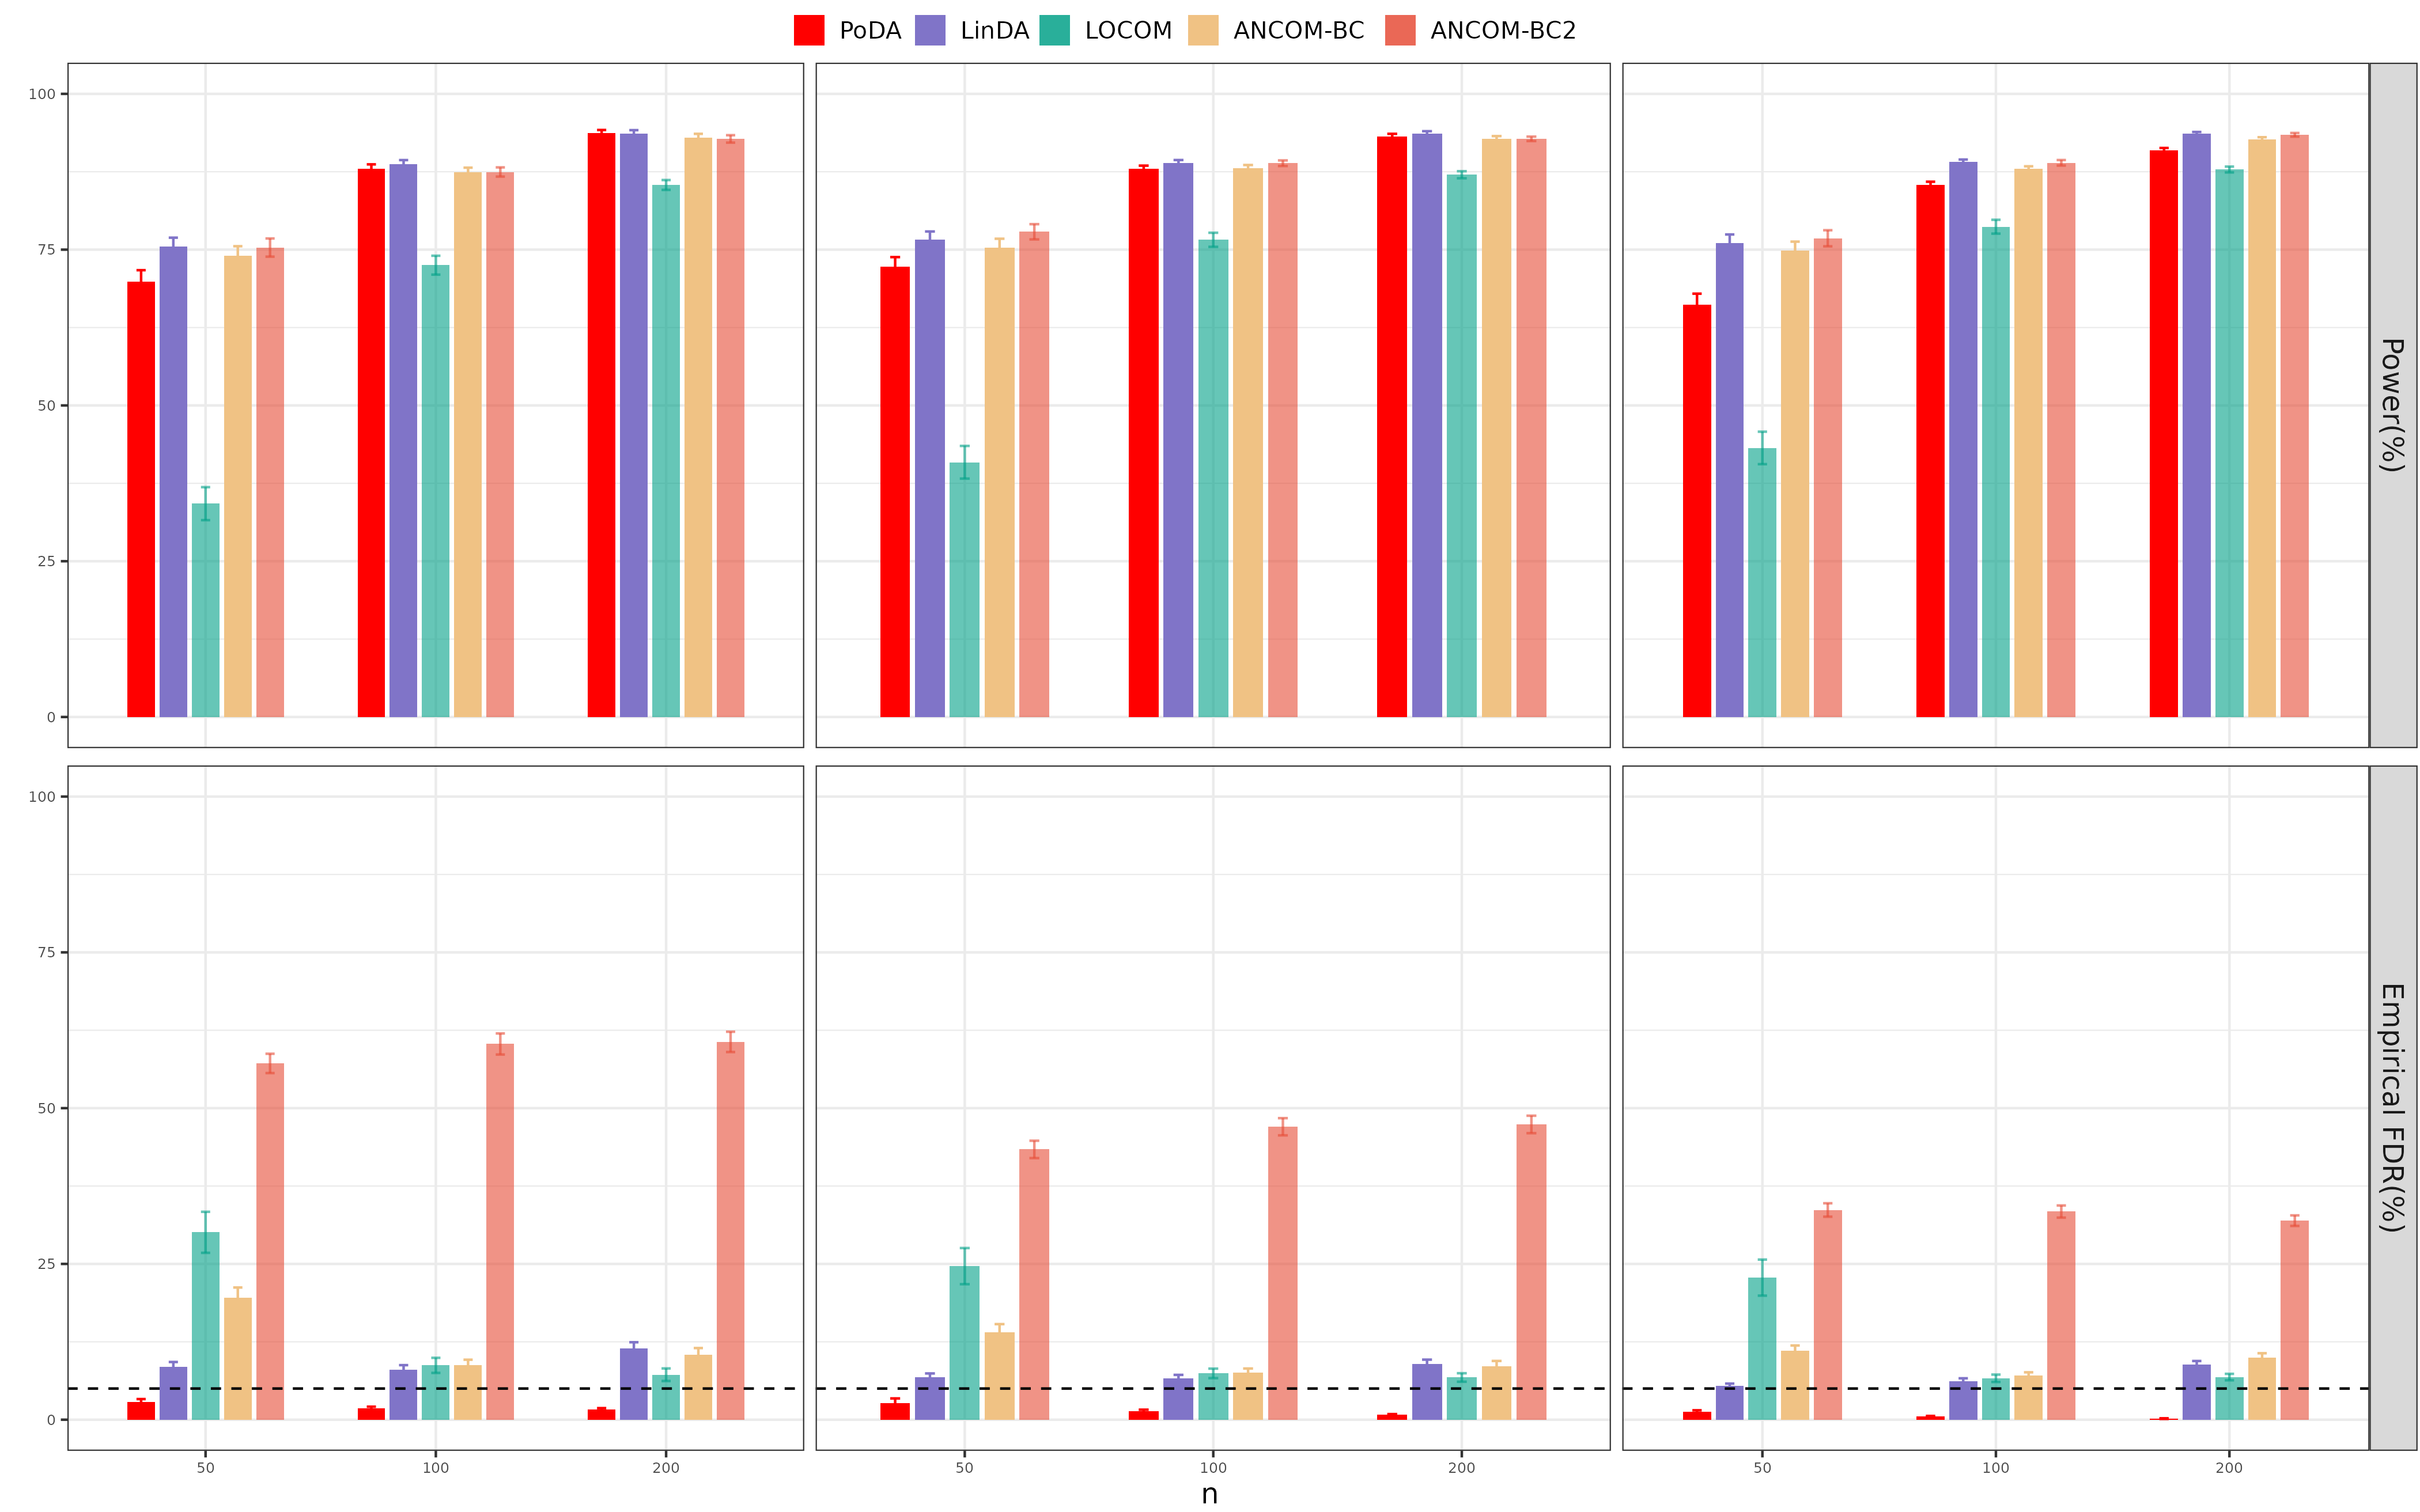 PoDA LinDA LOCOM ANCOM-BC ANCOM-BC2
100
75
50
25
0
Power(%)
100
75
50
25
0
Empirical FDR(%)
50 100 200 50 100 200 50 100 200
n